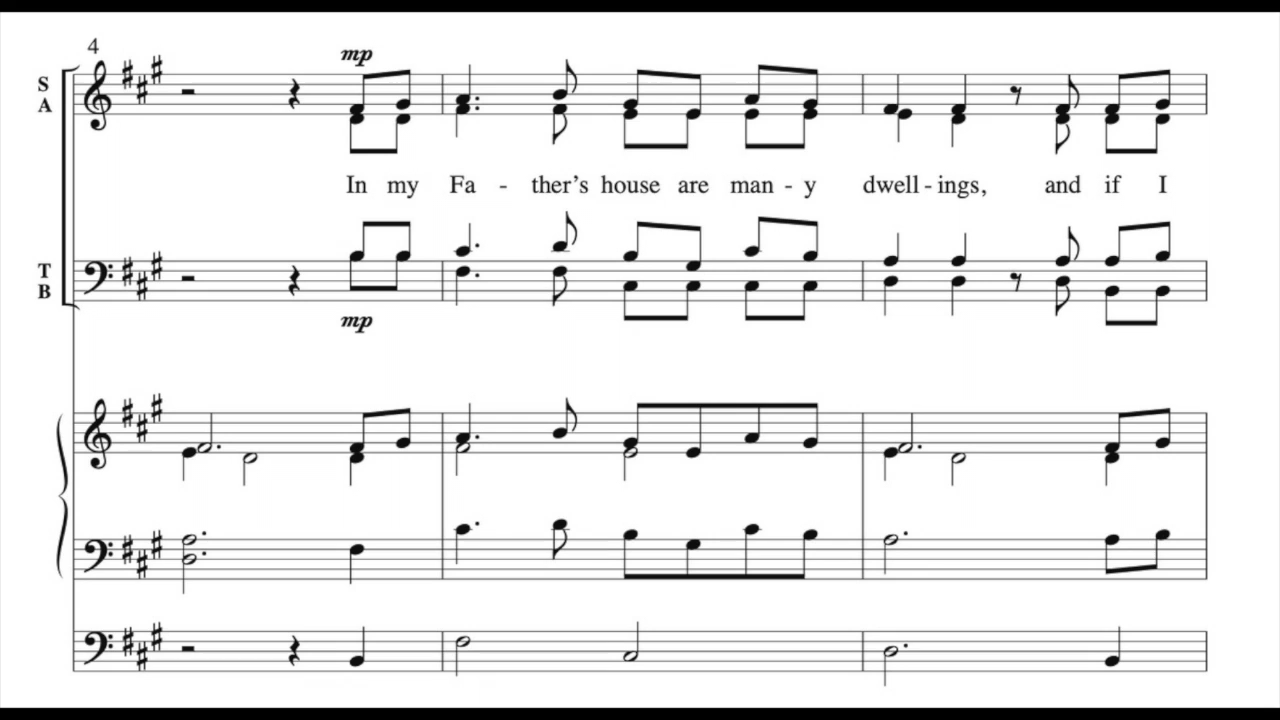 4
mp
S
A
In my Fa - ther’s house are man - y dwell - ings, and if I
T
B
mp